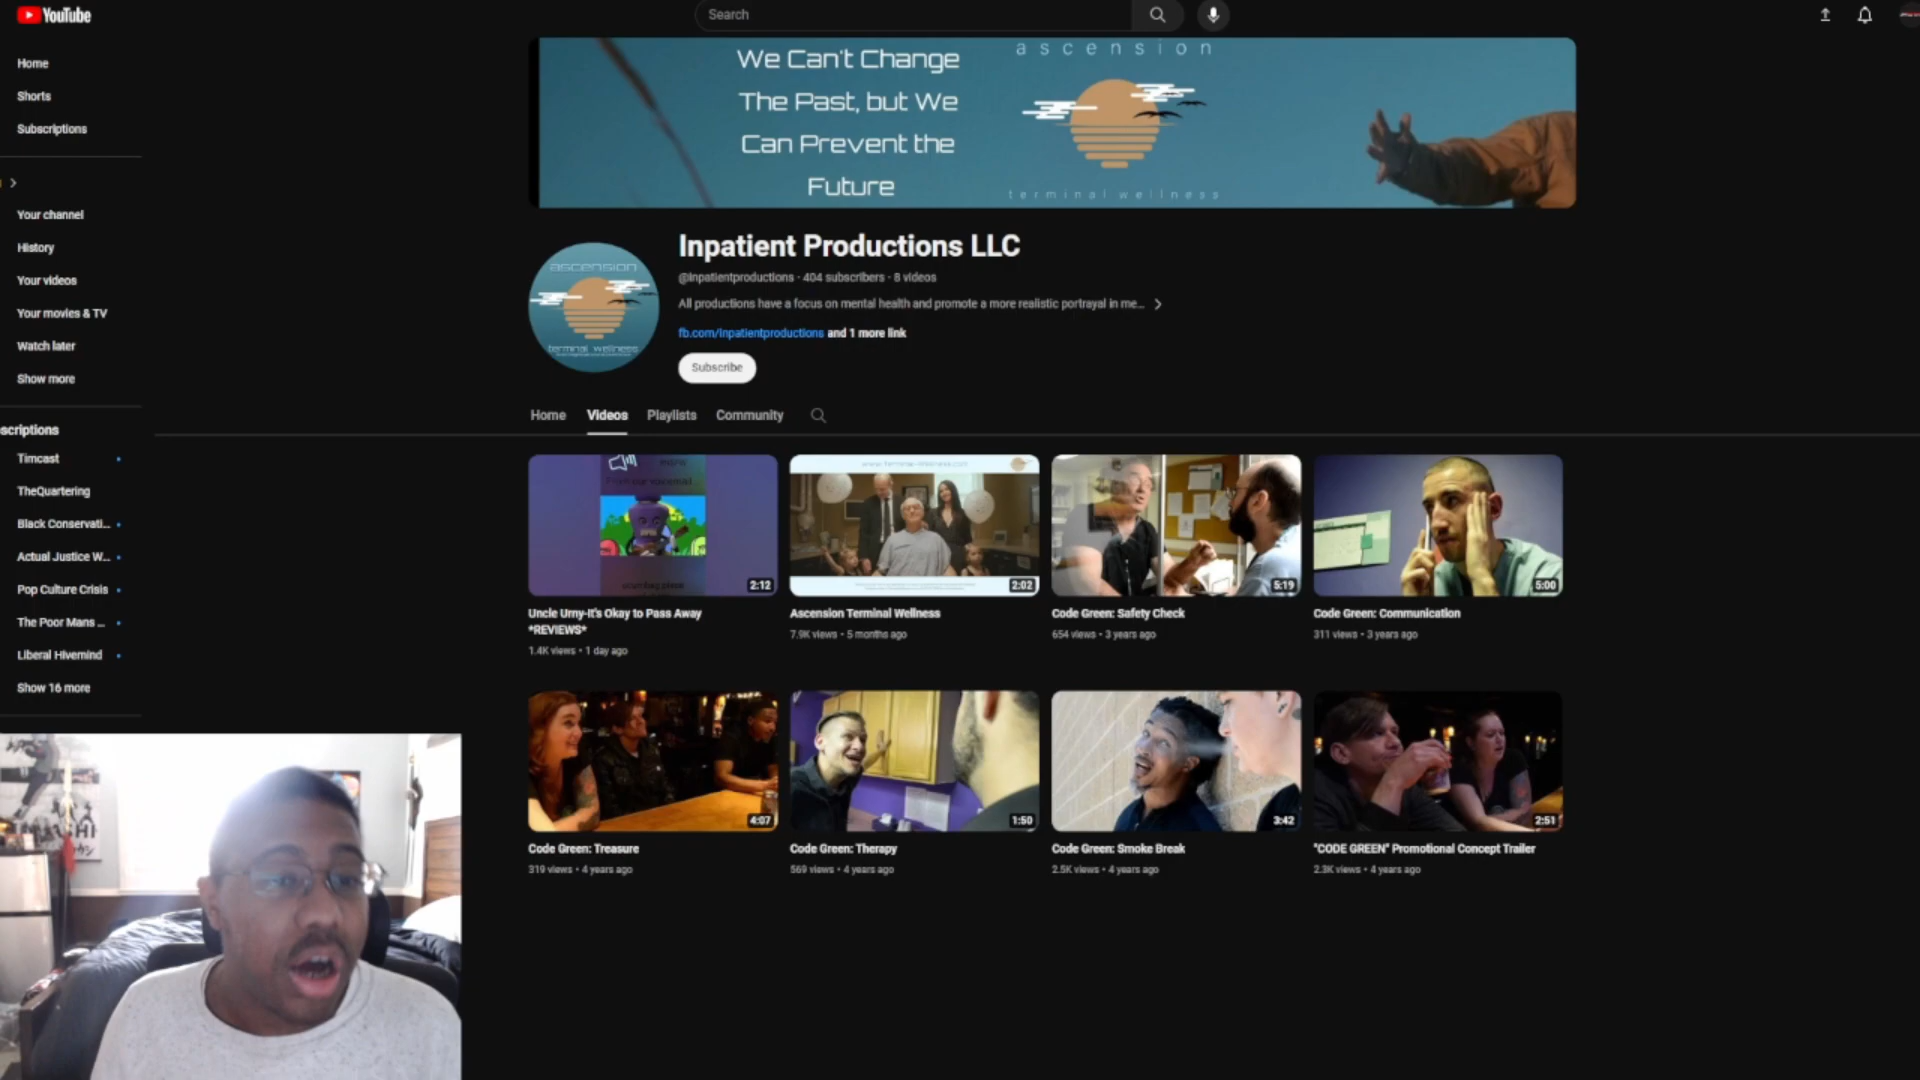 YouTube
Search
Home
Shorts
Subscriptions
Your channel
History
Your videos
Your movies & TV
Watch later
Show more
scriptions
Timcast
TheQuartering
Black Conservati...
Actual Justice W...
Pop Culture Crisis
The Poor Mans ...
Liberal Hivemind
Show 16 more
We Can't Change
The Past, but We
Can Prevent the
Future
ascension
terminal wellness
ascension
terminal wellness
Inpatient Productions LLC
@inpatientproductions · 404 subscribers · 8 videos
All productions have a focus on mental health and promote a more realistic portrayal in me...
fb.com/inpatientproductions and 1 more link
Subscribe
Home Videos Playlists Community
2:12
2:02
5:19
5:00
Uncle Urny-It's Okay to Pass Away
*REVIEWS*
1.4K views • 1 day ago
Ascension Terminal Wellness
7.9K views • 5 months ago
Code Green: Safety Check
654 views • 3 years ago
Code Green: Communication
311 views • 3 years ago
4:07
1:50
3:42
2:51
Code Green: Treasure
319 views • 4 years ago
Code Green: Therapy
569 views • 4 years ago
Code Green: Smoke Break
2.5K views • 4 years ago
"CODE GREEN" Promotional Concept Trailer
2.3K views • 4 years ago